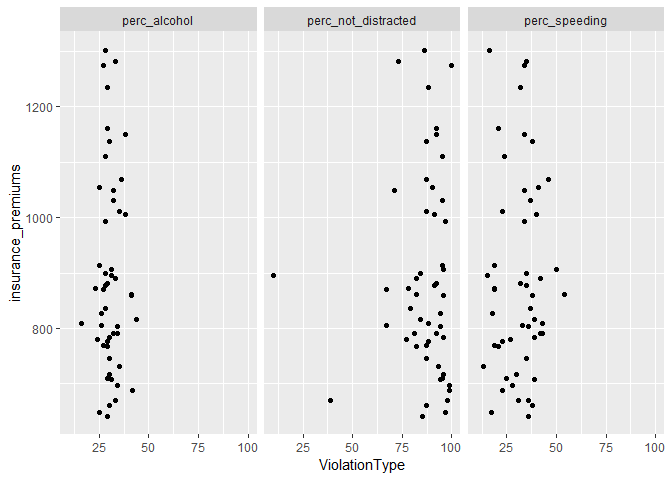 perc_alcohol perc_not_distracted perc_speeding
insurance_premiums
1200
1000
800
25 50 75 100 25 50 75 100 25 50 75 100
ViolationType